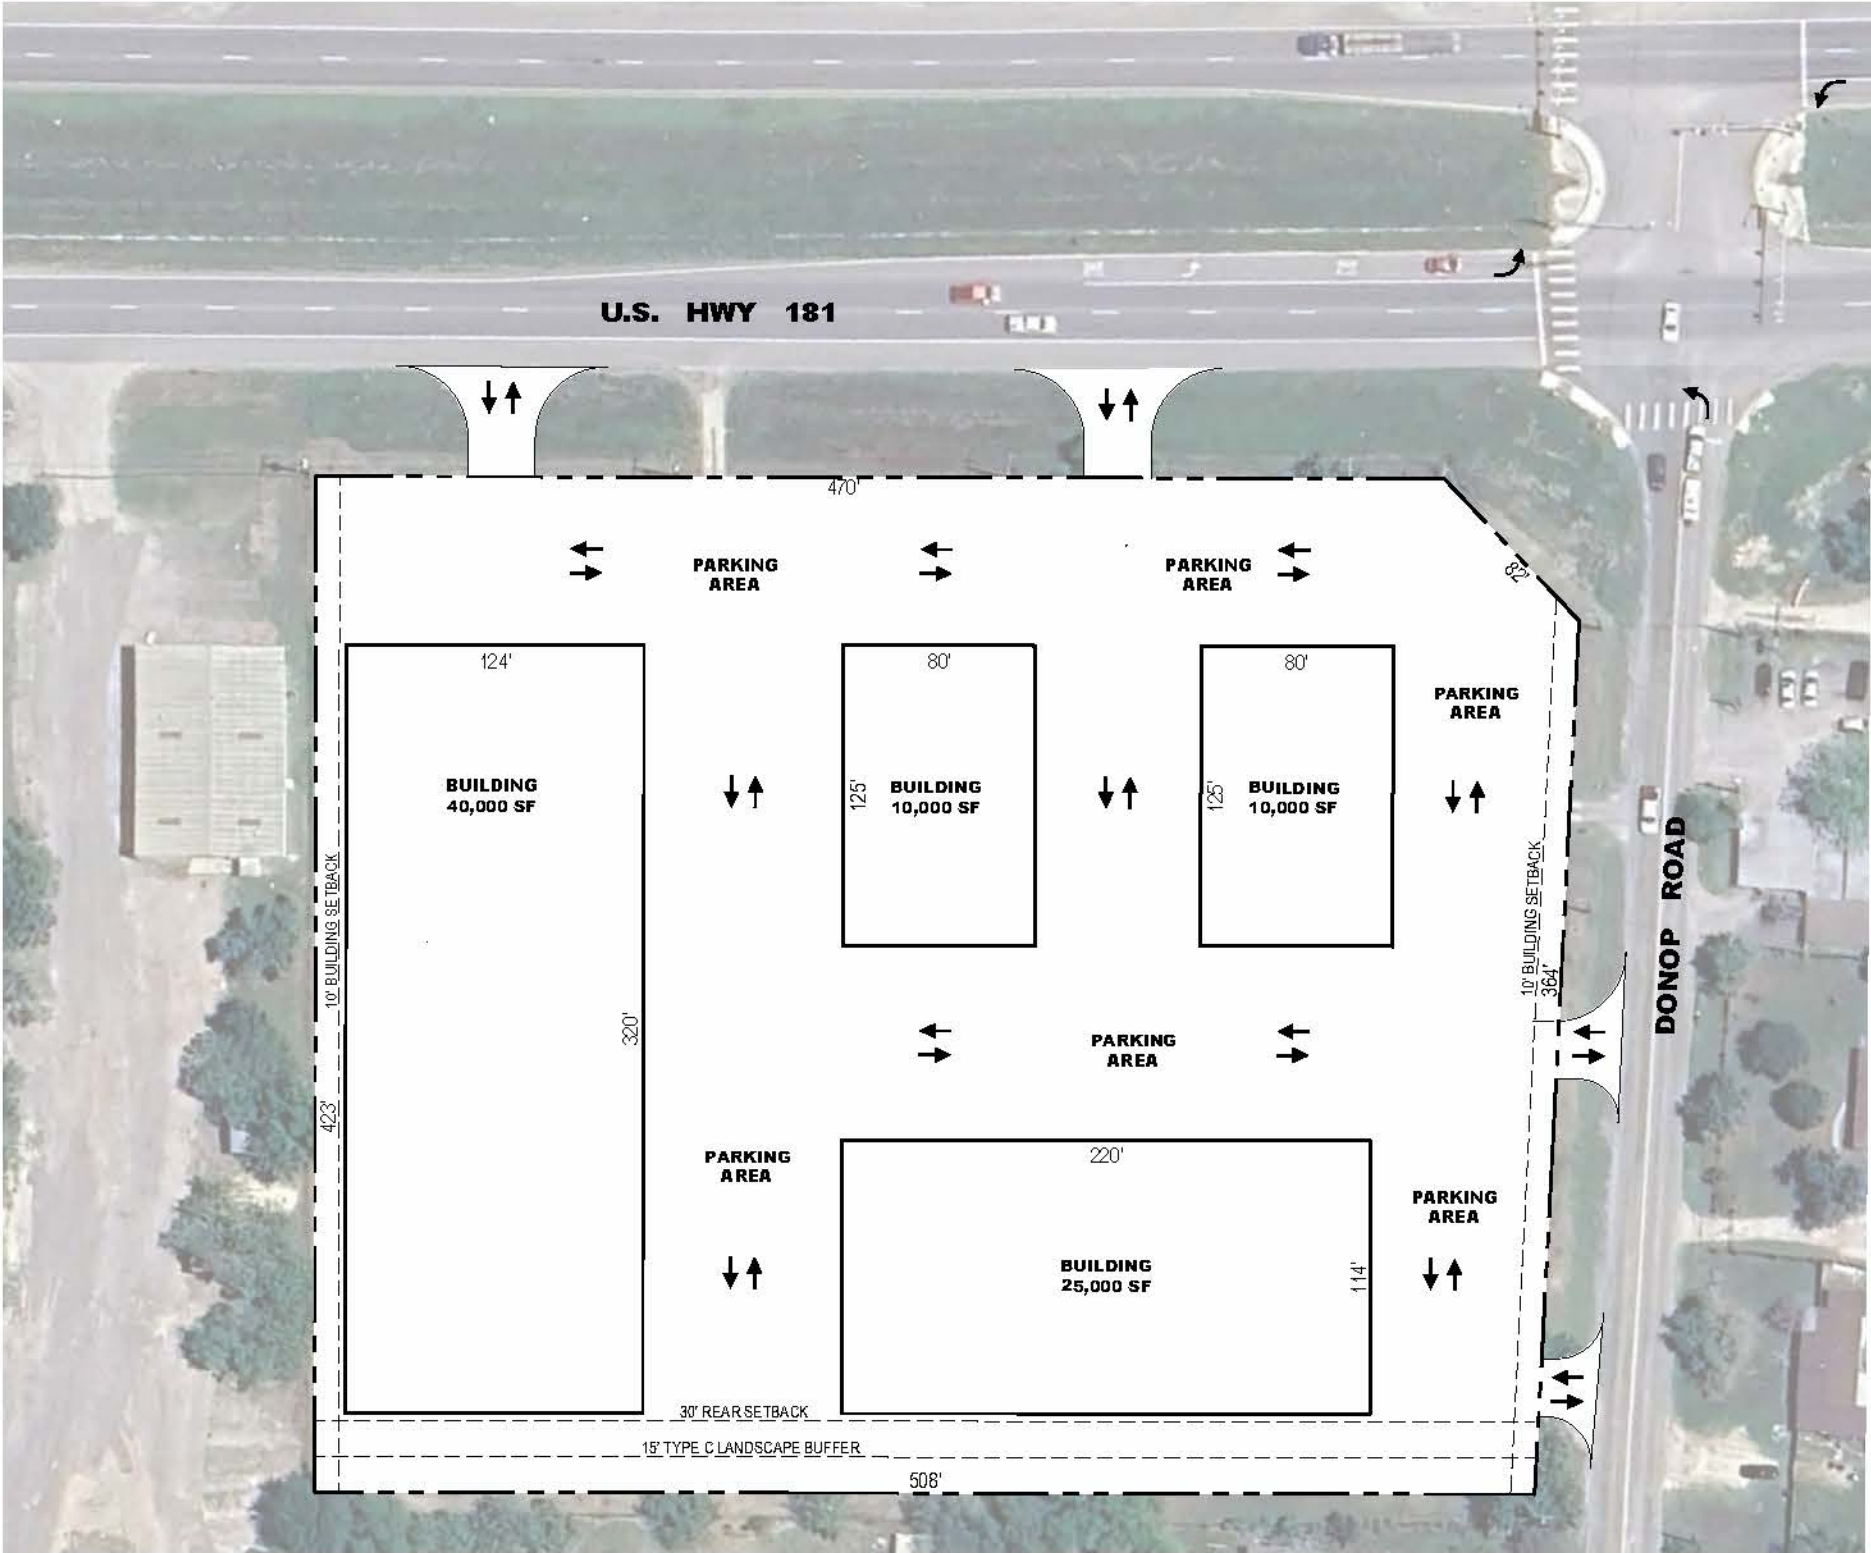 U.S. HWY 181
470'
82'
PARKING
AREA
PARKING
AREA
124'
80'
80'
PARKING
AREA
BUILDING
40,000 SF
125'
BUILDING
10,000 SF
125'
BUILDING
10,000 SF
10' BUILDING SETBACK
10' BUILDING SETBACK
364'
DONOP ROAD
320'
423'
PARKING
AREA
PARKING
AREA
220'
PARKING
AREA
BUILDING
25,000 SF
114'
30' REAR SETBACK
15' TYPE C LANDSCAPE BUFFER
508'